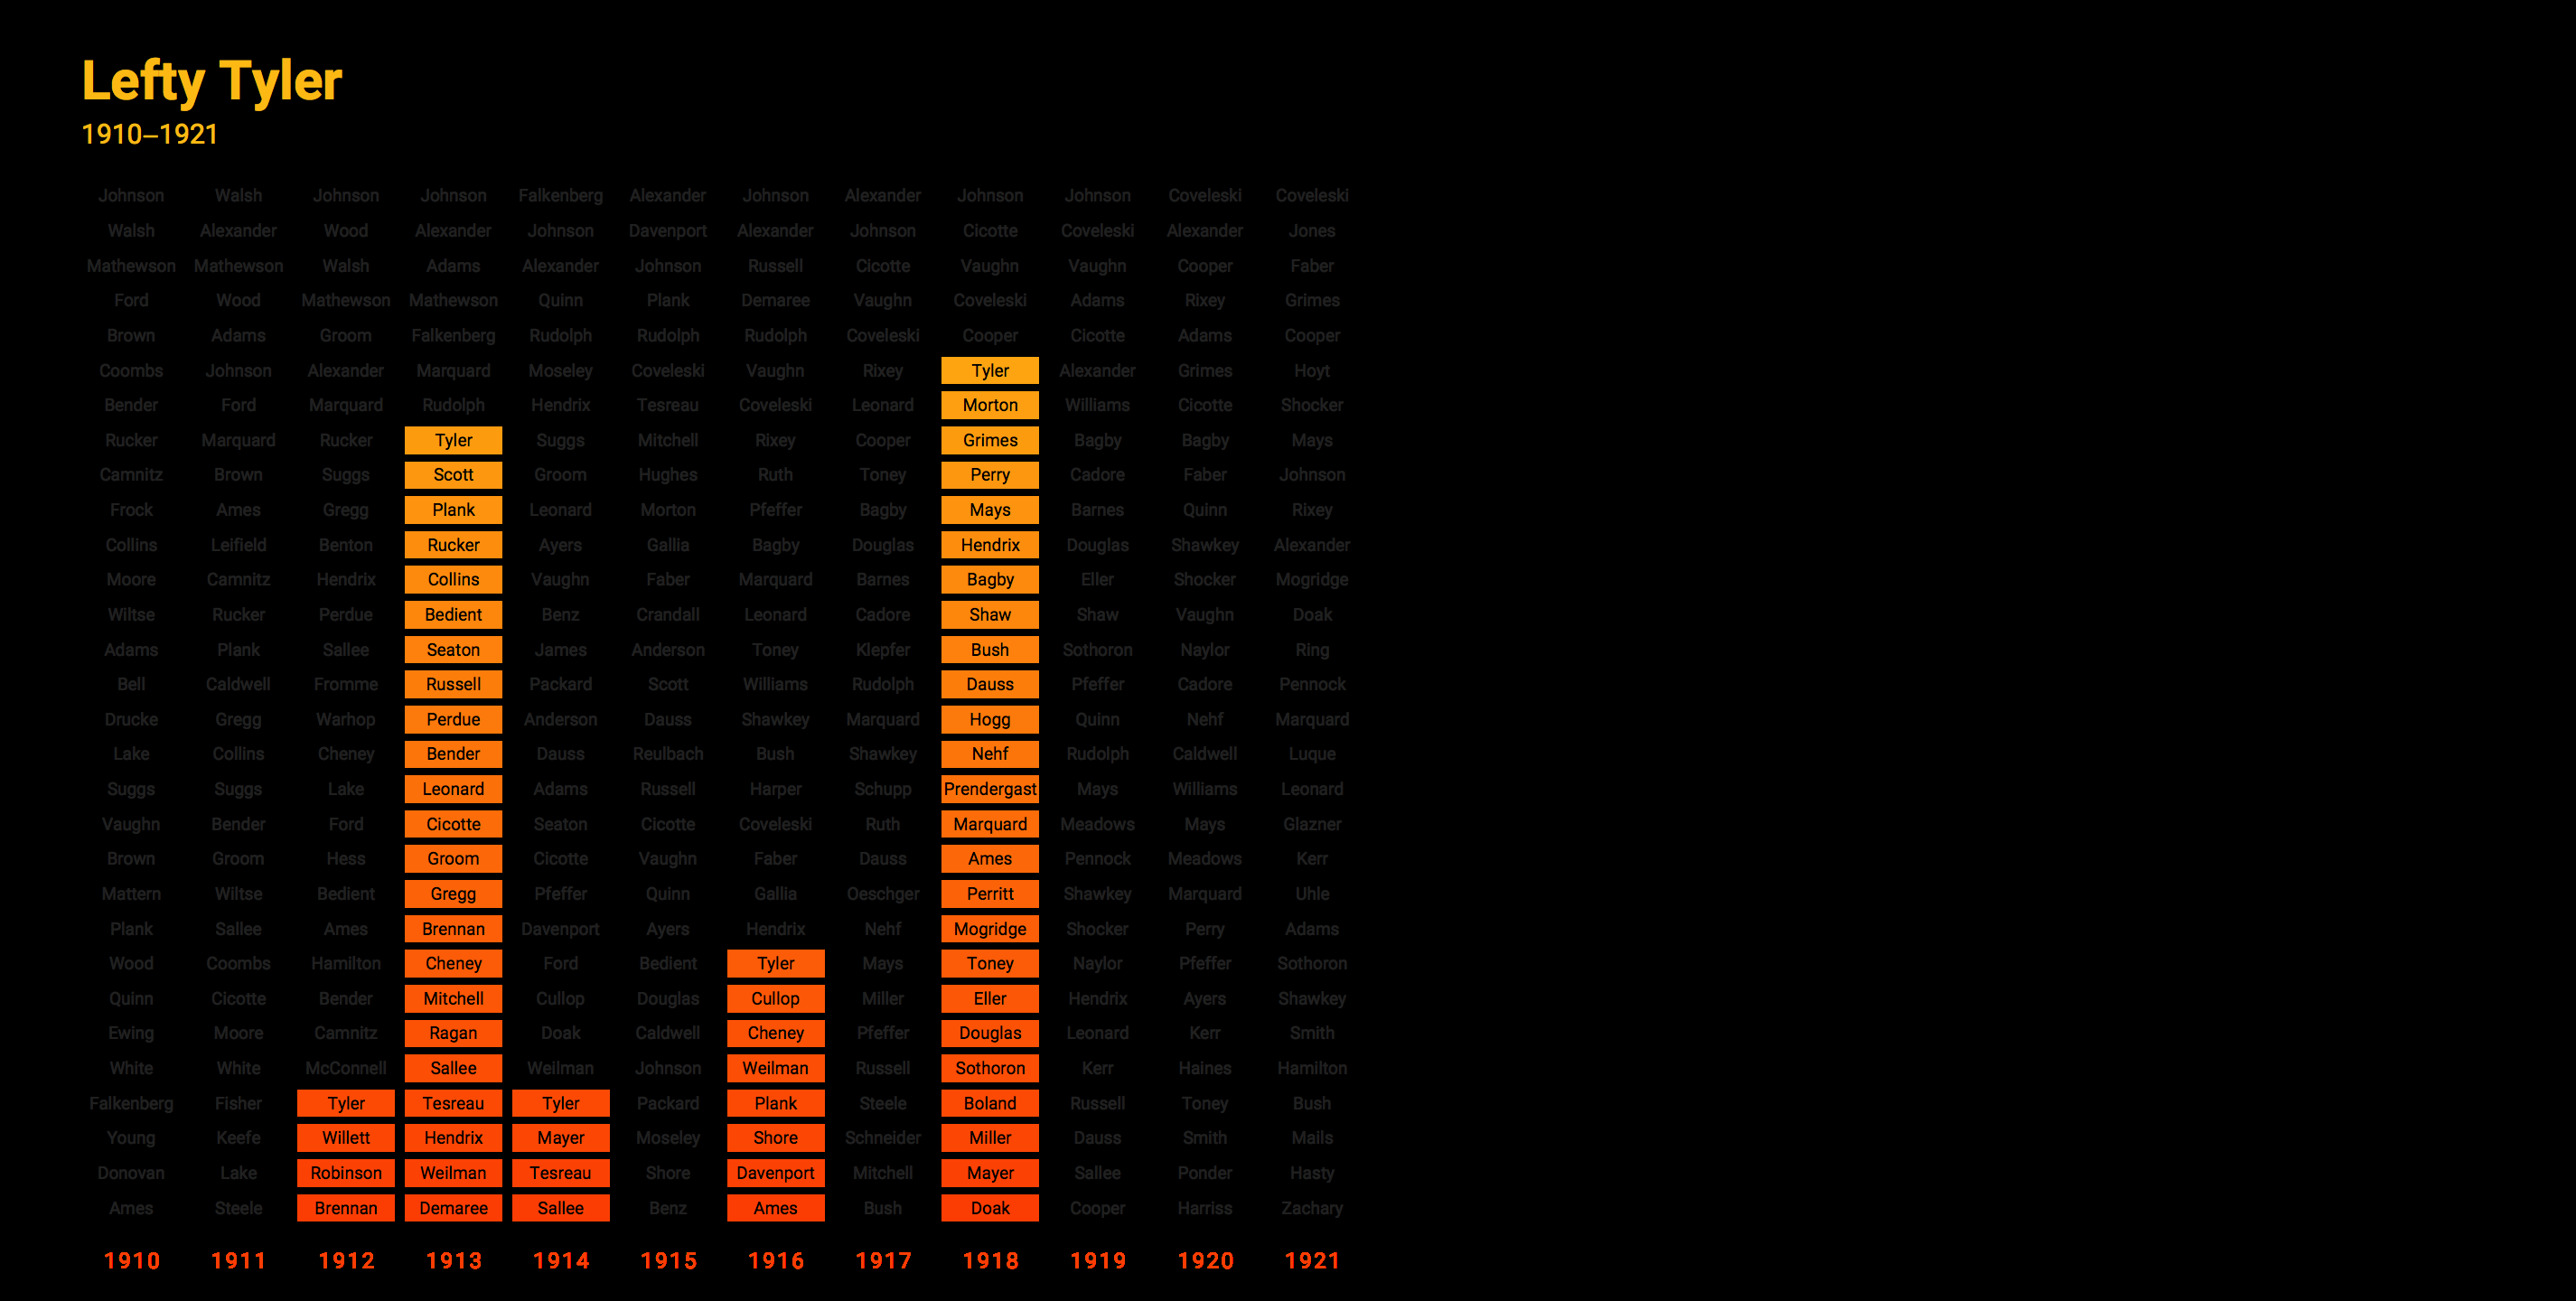 Lefty Tyler
1910–1921
Johnson Walsh Johnson Johnson Falkenberg Alexander Johnson Alexander Johnson Johnson Coveleski Coveleski
Walsh Alexander Wood Alexander Johnson Davenport Alexander Johnson Cicotte Coveleski Alexander Jones
Mathewson Mathewson Walsh Adams Alexander Johnson Russell Cicotte Vaughn Vaughn Cooper Faber
Ford Wood Mathewson Mathewson Quinn Plank Demaree Vaughn Coveleski Adams Rixey Grimes
Brown Adams Groom Falkenberg Rudolph Rudolph Rudolph Coveleski Cooper Cicotte Adams Cooper
Coombs Johnson Alexander Marquard Moseley Coveleski Vaughn Rixey Tyler Alexander Grimes Hoyt
Bender Ford Marquard Rudolph Hendrix Tesreau Coveleski Leonard Morton Williams Cicotte Shocker
Rucker Marquard Rucker Tyler Suggs Mitchell Rixey Cooper Grimes Bagby Bagby Mays
Camnitz Brown Suggs Scott Groom Hughes Ruth Toney Perry Cadore Faber Johnson
Frock Ames Gregg Plank Leonard Morton Pfeffer Bagby Mays Barnes Quinn Rixey
Collins Leifield Benton Rucker Ayers Gallia Bagby Douglas Hendrix Douglas Shawkey Alexander
Moore Camnitz Hendrix Collins Vaughn Faber Marquard Barnes Bagby Eller Shocker Mogridge
Wiltse Rucker Perdue Bedient Benz Crandall Leonard Cadore Shaw Shaw Vaughn Doak
Adams Plank Sallee Seaton James Anderson Toney Klepfer Bush Sothoron Naylor Ring
Bell Caldwell Fromme Russell Packard Scott Williams Rudolph Dauss Pfeffer Cadore Pennock
Drucke Gregg Warhop Perdue Anderson Dauss Shawkey Marquard Hogg Quinn Nehf Marquard
Lake Collins Cheney Bender Dauss Reulbach Bush Shawkey Nehf Rudolph Caldwell Luque
Suggs Suggs Lake Leonard Adams Russell Harper Schupp Prendergast Mays Williams Leonard
Vaughn Bender Ford Cicotte Seaton Cicotte Coveleski Ruth Marquard Meadows Mays Glazner
Brown Groom Hess Groom Cicotte Vaughn Faber Dauss Ames Pennock Meadows Kerr
Mattern Wiltse Bedient Gregg Pfeffer Quinn Gallia Oeschger Perritt Shawkey Marquard Uhle
Plank Sallee Ames Brennan Davenport Ayers Hendrix Nehf Mogridge Shocker Perry Adams
Wood Coombs Hamilton Cheney Ford Bedient Tyler Mays Toney Naylor Pfeffer Sothoron
Quinn Cicotte Bender Mitchell Cullop Douglas Cullop Miller Eller Hendrix Ayers Shawkey
Ewing Moore Camnitz Ragan Doak Caldwell Cheney Pfeffer Douglas Leonard Kerr Smith
White White McConnell Sallee Weilman Johnson Weilman Russell Sothoron Kerr Haines Hamilton
Falkenberg Fisher Tyler Tesreau Tyler Packard Plank Steele Boland Russell Toney Bush
Young Keefe Willett Hendrix Mayer Moseley Shore Schneider Miller Dauss Smith Mails
Donovan Lake Robinson Weilman Tesreau Shore Davenport Mitchell Mayer Sallee Ponder Hasty
Ames Steele Brennan Demaree Sallee Benz Ames Bush Doak Cooper Harriss Zachary
1910 1911 1912 1913 1914 1915 1916 1917 1918 1919 1920 1921